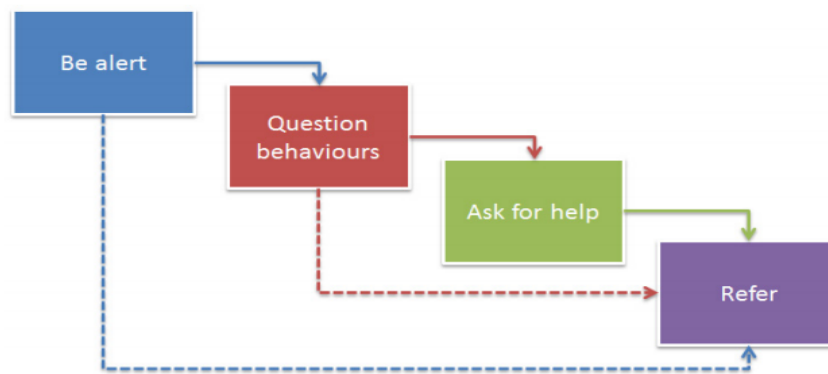 Be alert
Question
behaviours
Ask for help
Refer